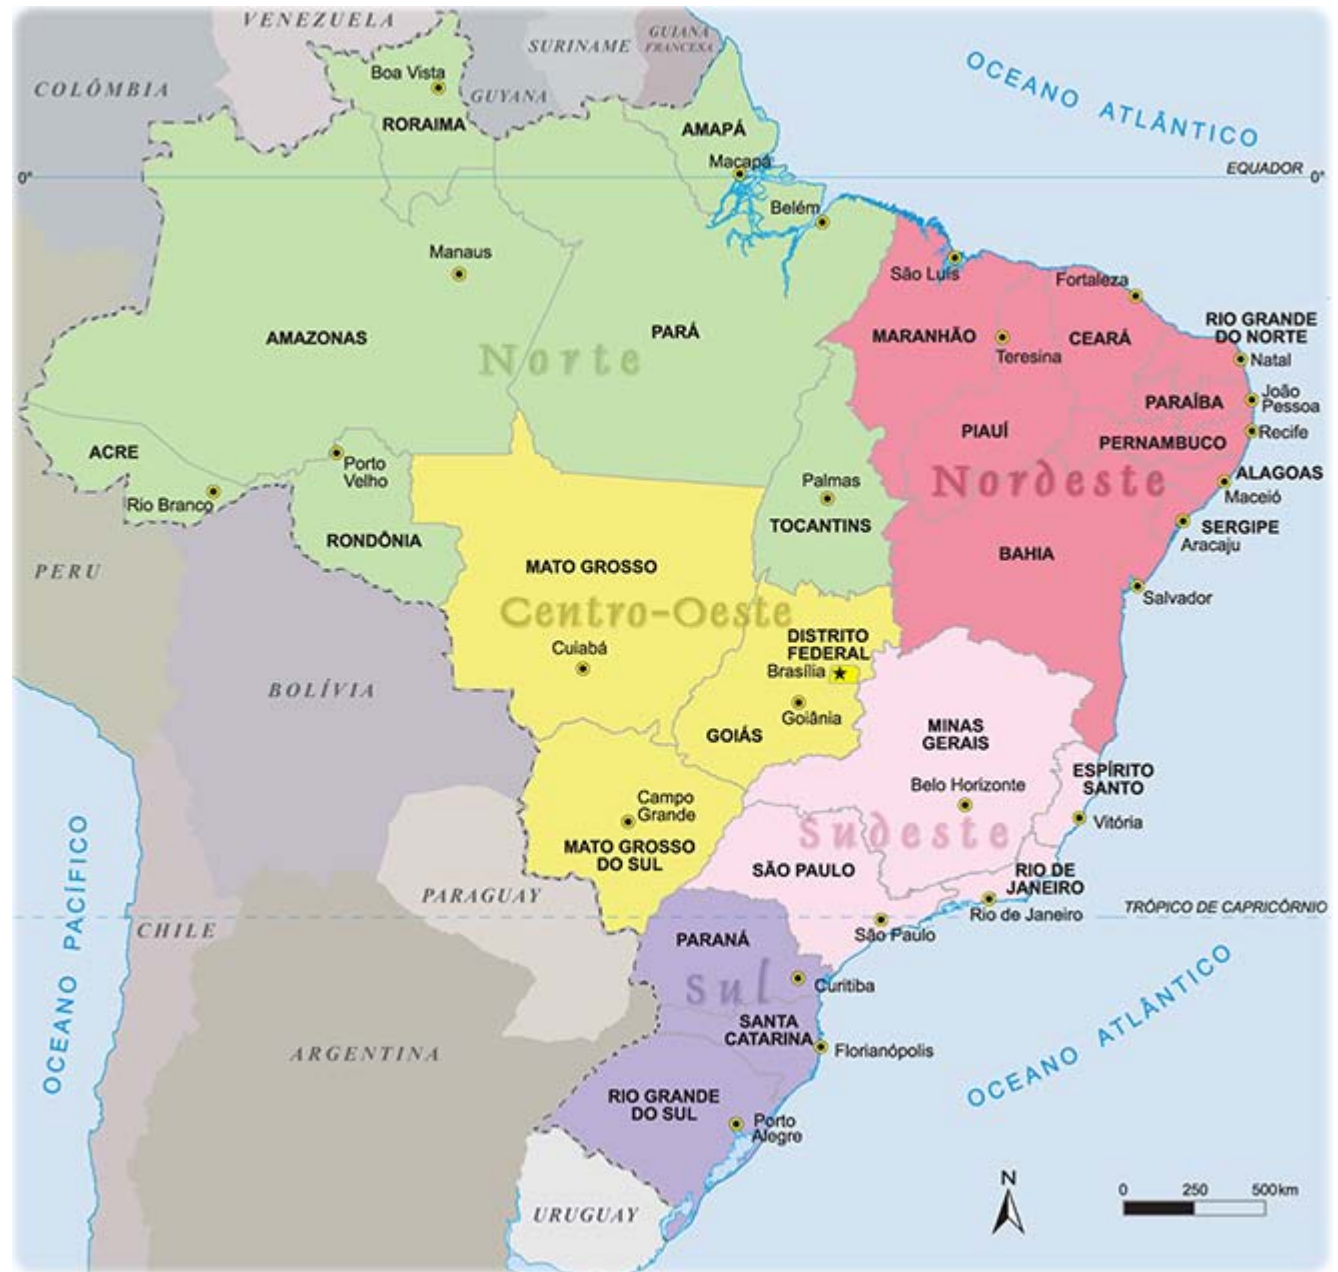 VENEZUELA
SURINAME
GUIANA
FRANCESA
COLÔMBIA
Boa Vista
GUYANA
OCEANO ATLÂNTICO
RORAIMA
AMAPÁ
Macapá
0°
EQUADOR 0°
Belém
Manaus
São Luís
Fortaleza
AMAZONAS
Norte
PARÁ
MARANHÃO
Teresina
CEARÁ
RIO GRANDE
DO NORTE
Natal
João
Pessoa
PARAÍBA
PIAUÍ
PERNAMBUCO
Recife
ACRE
Porto
Velho
Rio Branco
Palmas
Nordeste
ALAGOAS
Maceió
TOCANTINS
SERGIPE
Aracaju
RONDÔNIA
BAHIA
PERU
MATO GROSSO
Centro-Oeste
Salvador
DISTRITO
FEDERAL
Cuiabá
Brasília
BOLÍVIA
Goiânia
GOIÁS
MINAS
GERAIS
ESPÍRITO
SANTO
Belo Horizonte
Campo
Grande
Vitória
Sudeste
MATO GROSSO
DO SUL
SÃO PAULO
RIO DE
JANEIRO
PARAGUAY
Rio de Janeiro
TRÓPICO DE CAPRICÓRNIO
OCEANO PACÍFICO
CHILE
São Paulo
PARANÁ
Sul
Curitiba
SANTA
CATARINA
Florianópolis
OCEANO ATLÂNTICO
ARGENTINA
RIO GRANDE
DO SUL
Porto
Alegre
URUGUAY
N
0 250 500km